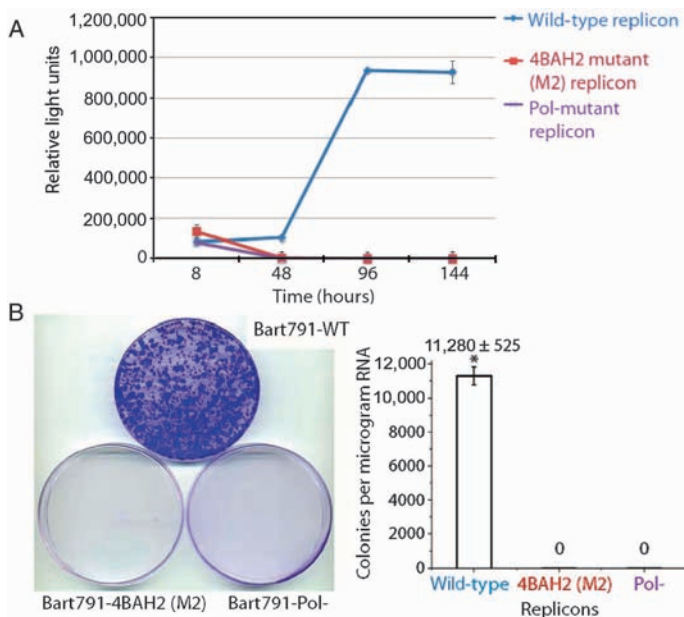 A
Relative light units
1,200,000
1,000,000
800,000
600,000
400,000
200,000
0
8 48 96 144
Time (hours)
Wild-type replicon
4BAH2 mutant
(M2) replicon
Pol-mutant
replicon
B
Bart791-WT
Bart791-4BAH2 (M2) Bart791-Pol-
Colonies per microgram RNA
11,280 ± 525
*
12,000
10,000
8000
6000
4000
2000
0
0 0
Wild-type 4BAH2 (M2) Pol-
Replicons